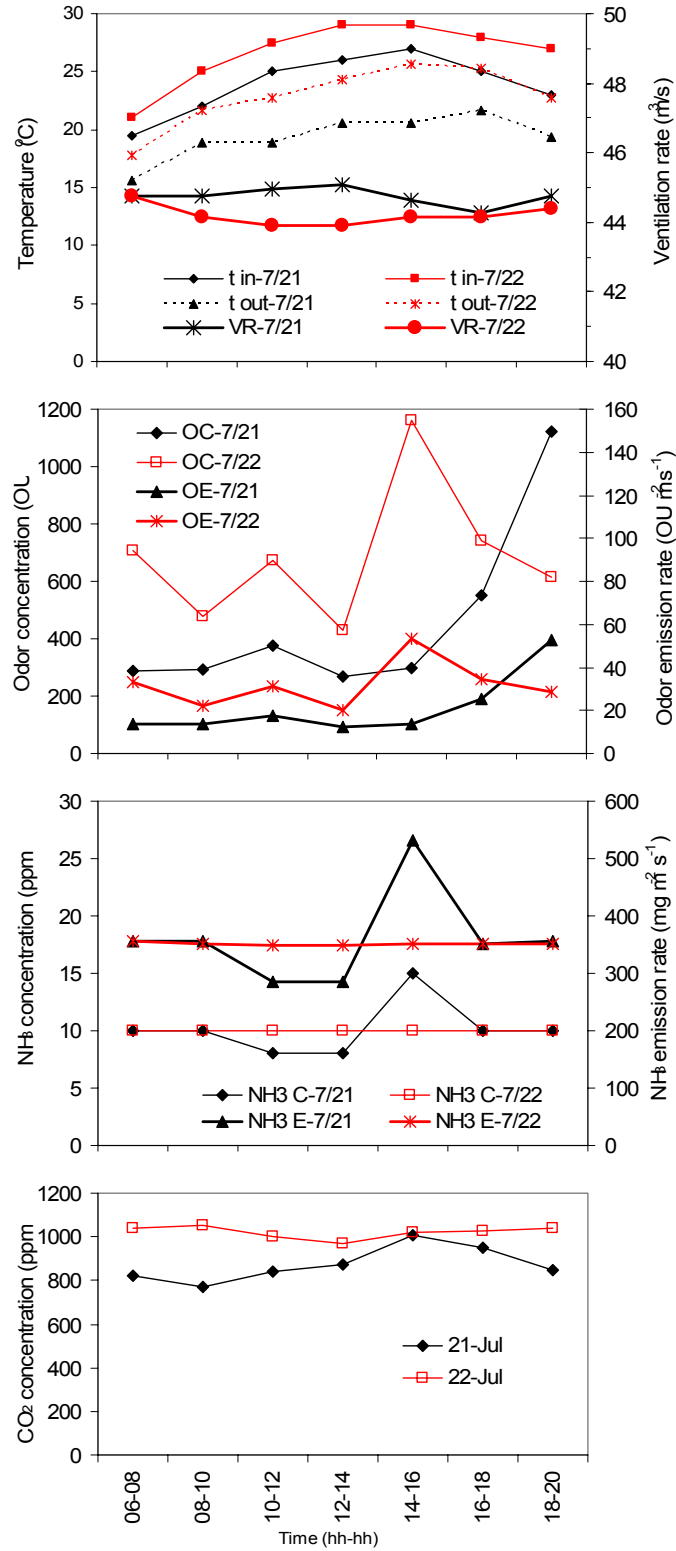 30
25
20
15
10
5
0
Temperature (°C)
50
48
46
44
42
40
Ventilation rate (m³/s)
t in-7/21 t in-7/22
t out-7/21 t out-7/22
VR-7/21 VR-7/22
1200
1000
800
600
400
200
0
Odor concentration (OU
160
140
120
100
80
60
40
20
0
Odor emission rate (OU m⁻²s⁻¹)
OC-7/21
OC-7/22
OE-7/21
OE-7/22
30
25
20
15
10
5
0
NH₃ concentration (ppm
600
500
400
300
200
100
0
NH₃ emission rate (mg m⁻² s⁻¹)
NH3 C-7/21 NH3 C-7/22
NH3 E-7/21 NH3 E-7/22
1200
1000
800
600
400
200
0
CO₂ concentration (ppm
21-Jul
22-Jul
06-08 08-10 10-12 12-14 14-16 16-18 18-20
Time (hh-hh)